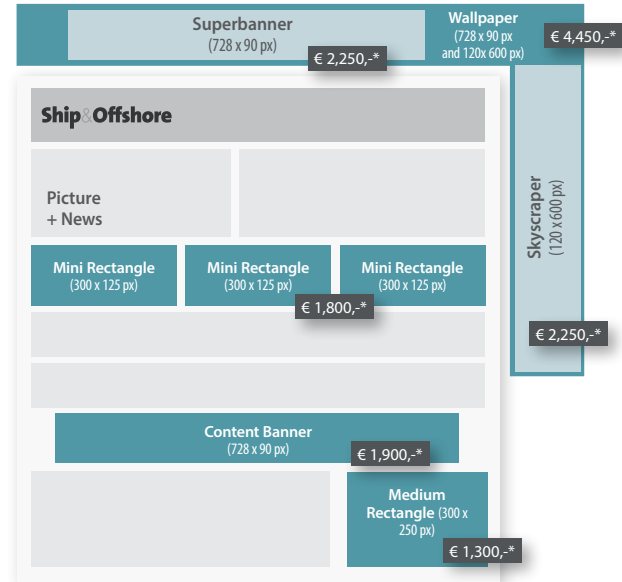 Superbanner
(728 x 90 px)
€ 2,250,-*
Wallpaper
(728 x 90 px
and 120x 600 px)
€ 4,450,-*
Ship&Offshore
Skyscraper
(120 x 600 px)
€ 2,250,-*
Picture
+ News
Mini Rectangle
(300 x 125 px)
Mini Rectangle
(300 x 125 px)
Mini Rectangle
(300 x 125 px)
€ 1,800,-*
Content Banner
(728 x 90 px)
€ 1,900,-*
Medium
Rectangle (300 x
250 px)
€ 1,300,-*